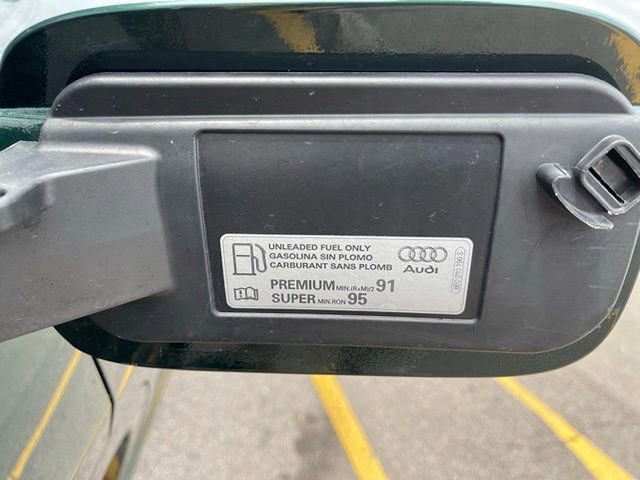 UNLEADED FUEL ONLY
GASOLINA SIN PLOMO
CARBURANT SANS PLOMB
Audi
PREMIUM MIN.(R+M)/2 91
SUPER MIN.RON 95